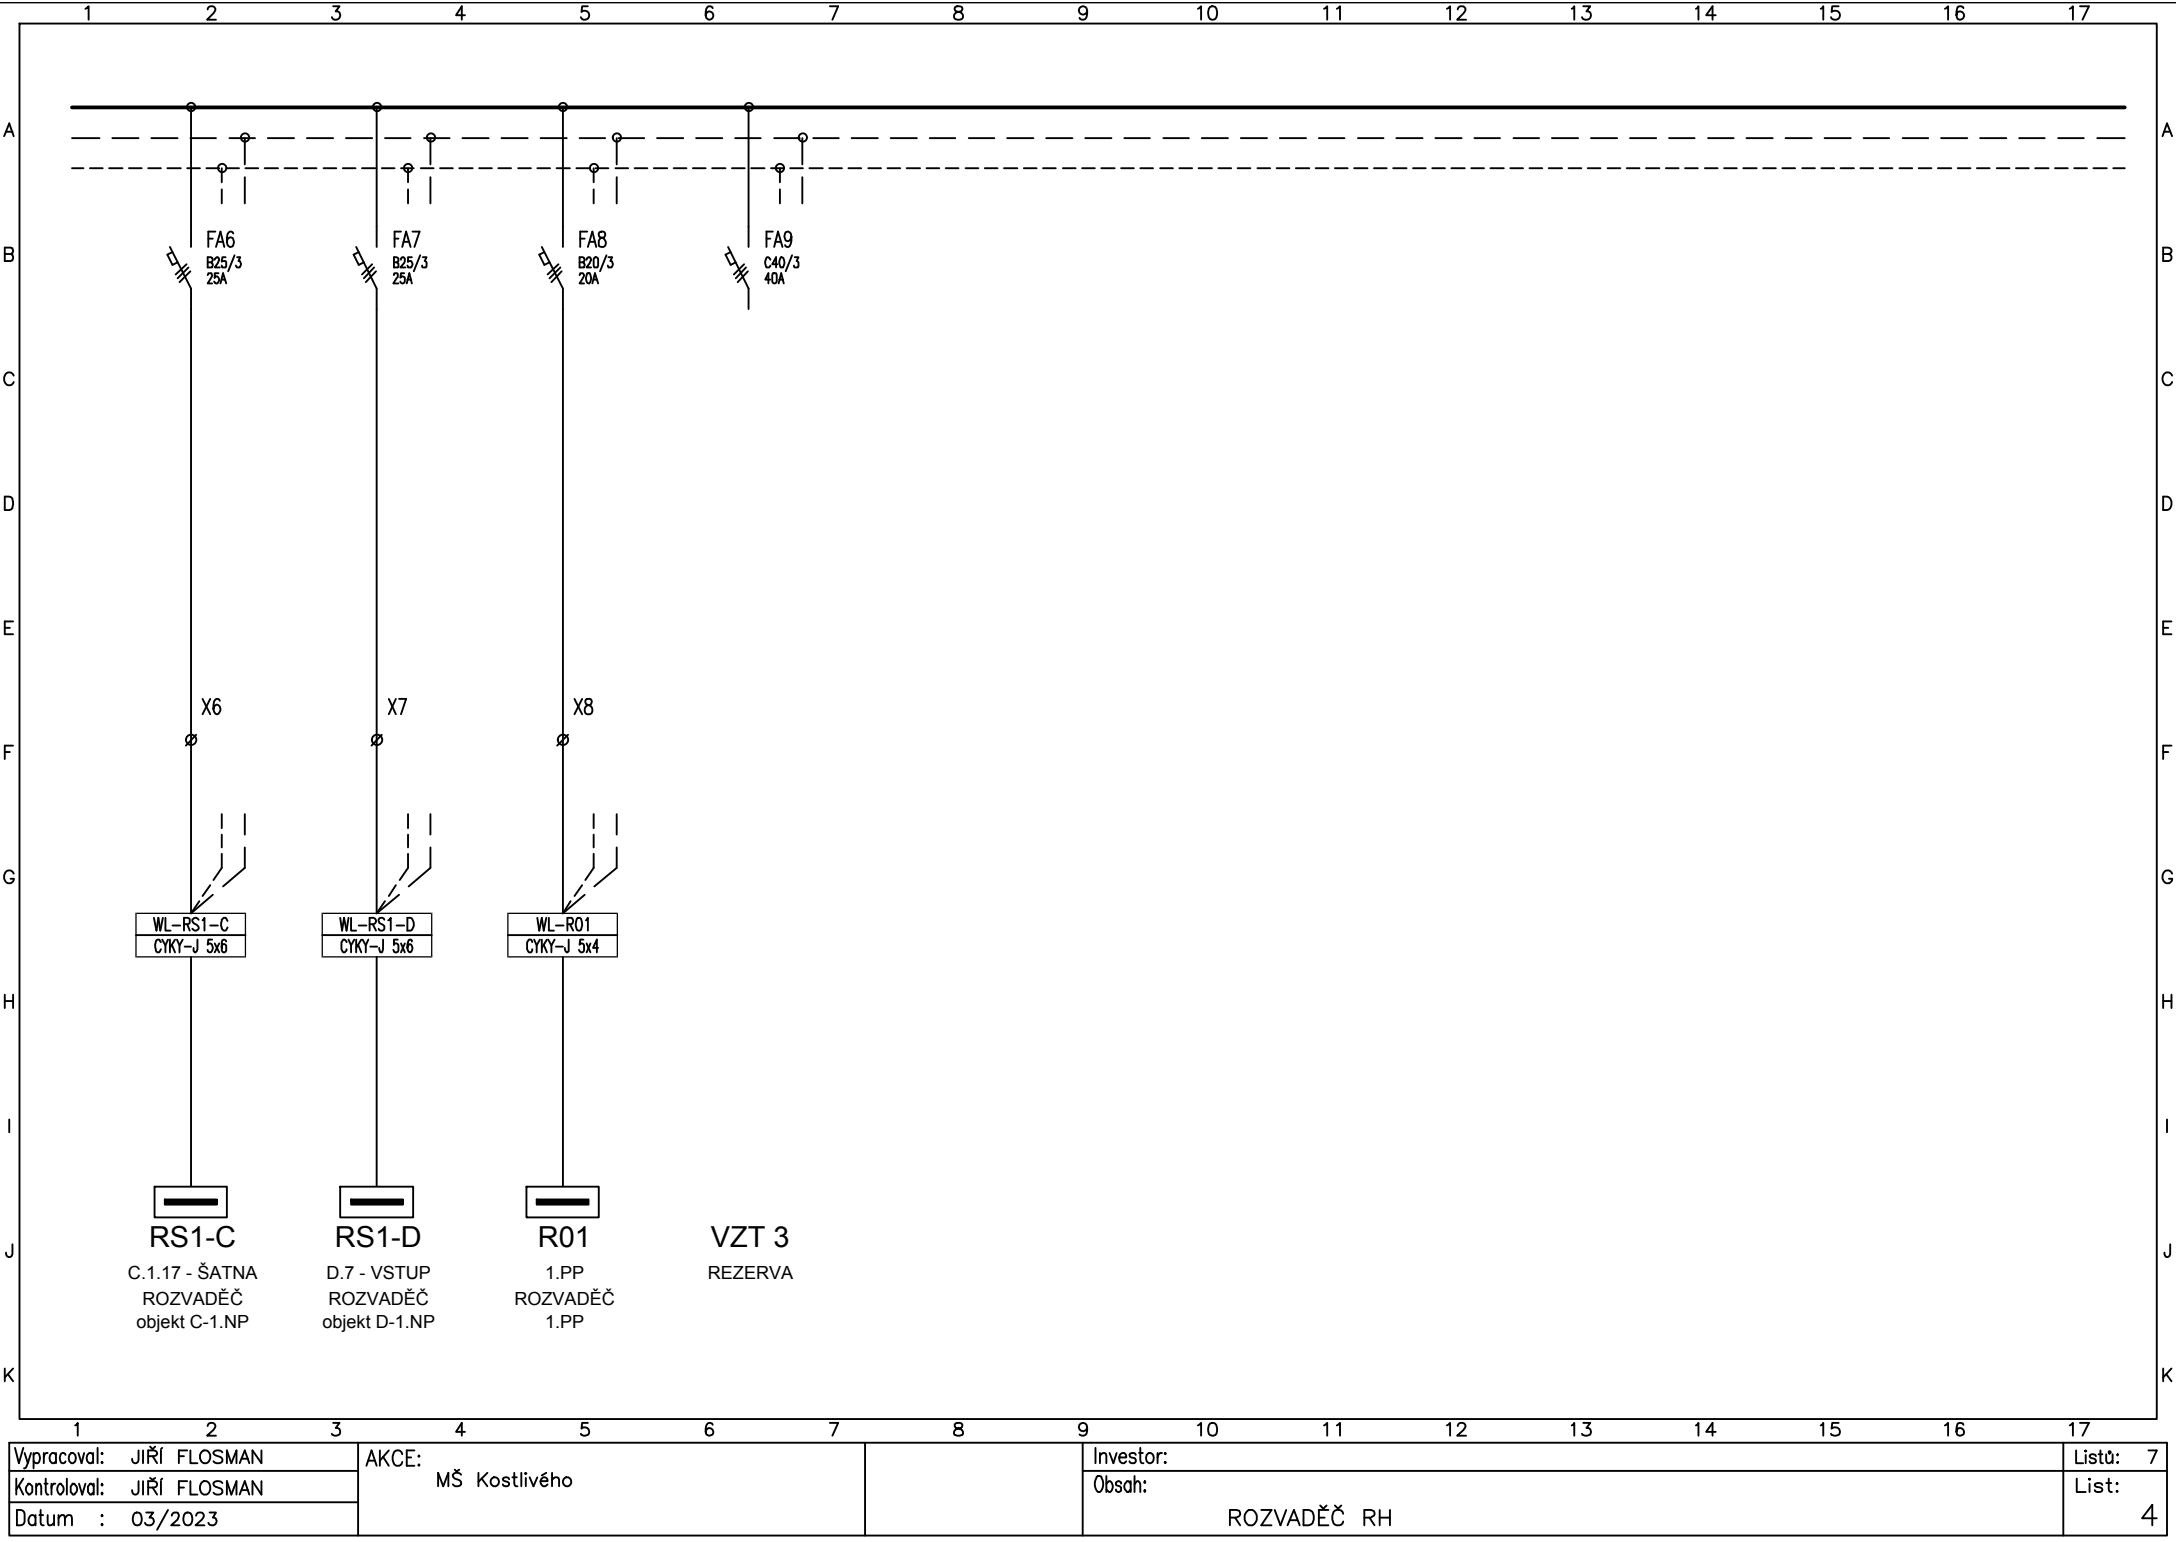 1 2 3 4 5 6 7 8 9 10 11 12 13 14 15 16 17
A A
FA6 FA7 FA8 FA9
B B25/3 B25/3 B20/3 C40/3 B
25A 25A 20A 40A
C C
D D
E E
X6 X7 X8
F F
G G
WL-RS1-C WL-RS1-D WL-R01
CYKY-J 5x6 CYKY-J 5x6 CYKY-J 5x4
H H
I I
RS1-C RS1-D R01 VZT 3
J J
C.1.17 - ŠATNA D.7 - VSTUP 1.PP REZERVA
ROZVADĚČ ROZVADĚČ ROZVADĚČ
objekt C-1.NP objekt D-1.NP 1.PP
K K
1 2 3 4 5 6 7 8 9 10 11 12 13 14 15 16 17
Vypracoval: JIŘÍ FLOSMAN AKCE: Investor: Listů: 7
MŠ Kostlivého
Kontroloval: JIŘÍ FLOSMAN Obsah: List:
Datum : 03/2023 ROZVADĚČ RH 4